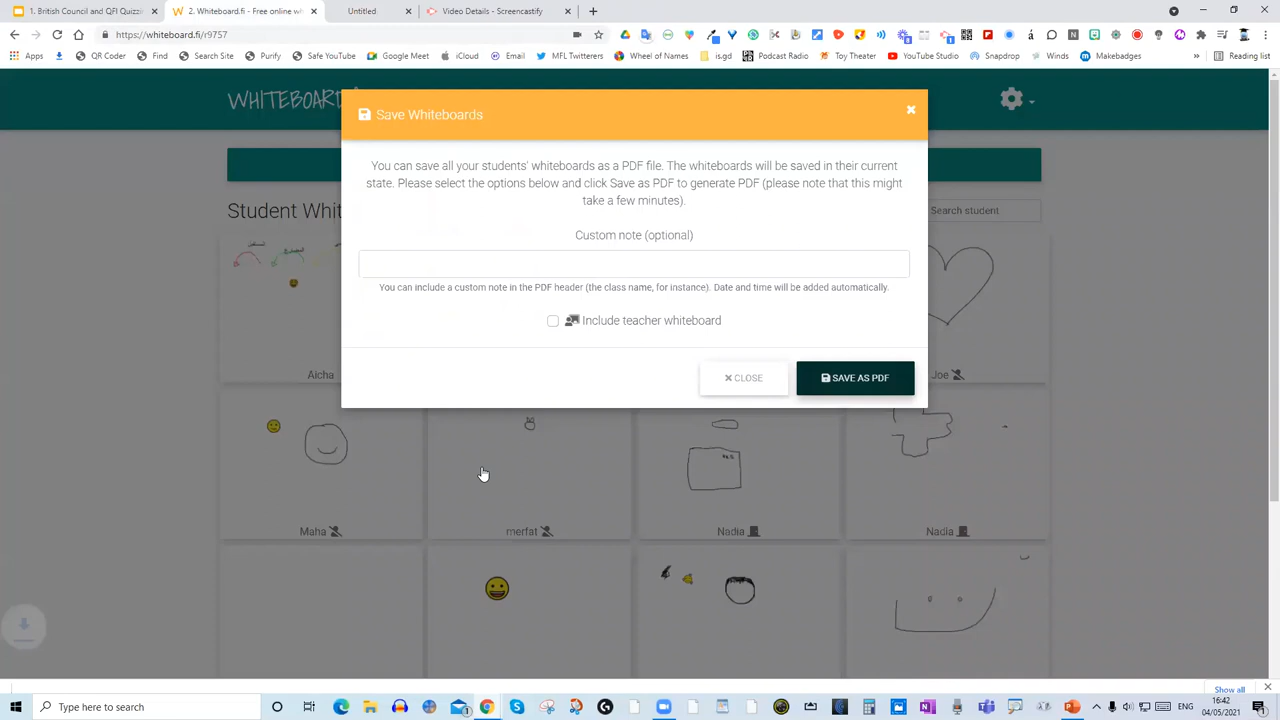 1. British Council and QFI Quizzi
2. Whiteboard.fi - Free online wh
Untitled
Video Details - Screencastify
https://whiteboard.fi/r9757
Apps
QR Coder
Find
Search Site
Purify
Safe YouTube
Google Meet
iCloud
Email
MFL Twitterers
Wheel of Names
is.gd
Podcast Radio
Toy Theater
YouTube Studio
Flippity
Snapdrop
Winds
Makebadges
Reading list
WHITEBOARD
Save Whiteboards
You can save all your students' whiteboards as a PDF file. The whiteboards will be saved in their current
state. Please select the options below and click Save as PDF to generate PDF (please note that this might
take a few minutes).
Student Whit
Search student
Custom note (optional)
You can include a custom note in the PDF header (the class name, for instance). Date and time will be added automatically.
Include teacher whiteboard
Aicha
Joe
CLOSE
SAVE AS PDF
Maha
merfat
Nadia
Nadia
Show all
Type here to search
16:42
04/05/2021